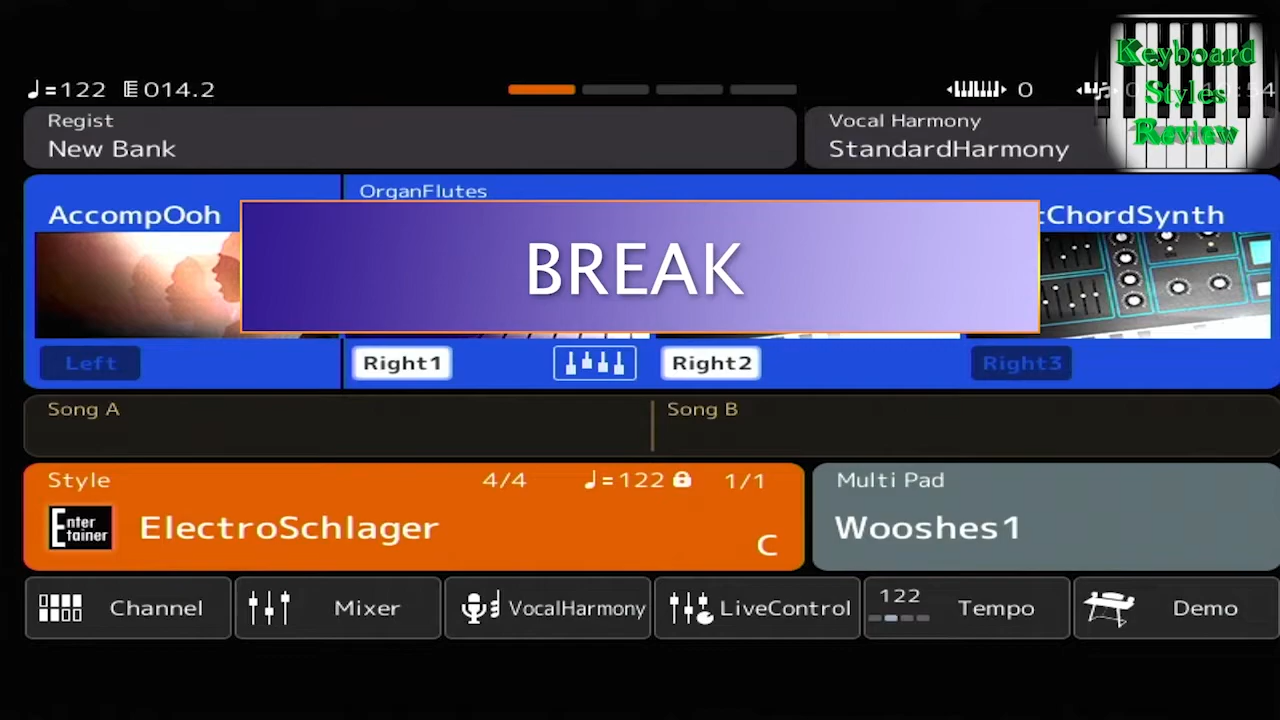 ♩=122 014.2
0
Keyboard
Styles
Review
Regist
New Bank
Vocal Harmony
StandardHarmony
AccompOoh
OrganFlutes
tChordSynth
BREAK
Left
Right1
Right2
Right3
Song A
Song B
Style
4/4 ♩=122 1/1
Enter
tainer
ElectroSchlager
C
Multi Pad
Wooshes1
Channel
Mixer
VocalHarmony
LiveControl
122
Tempo
Demo